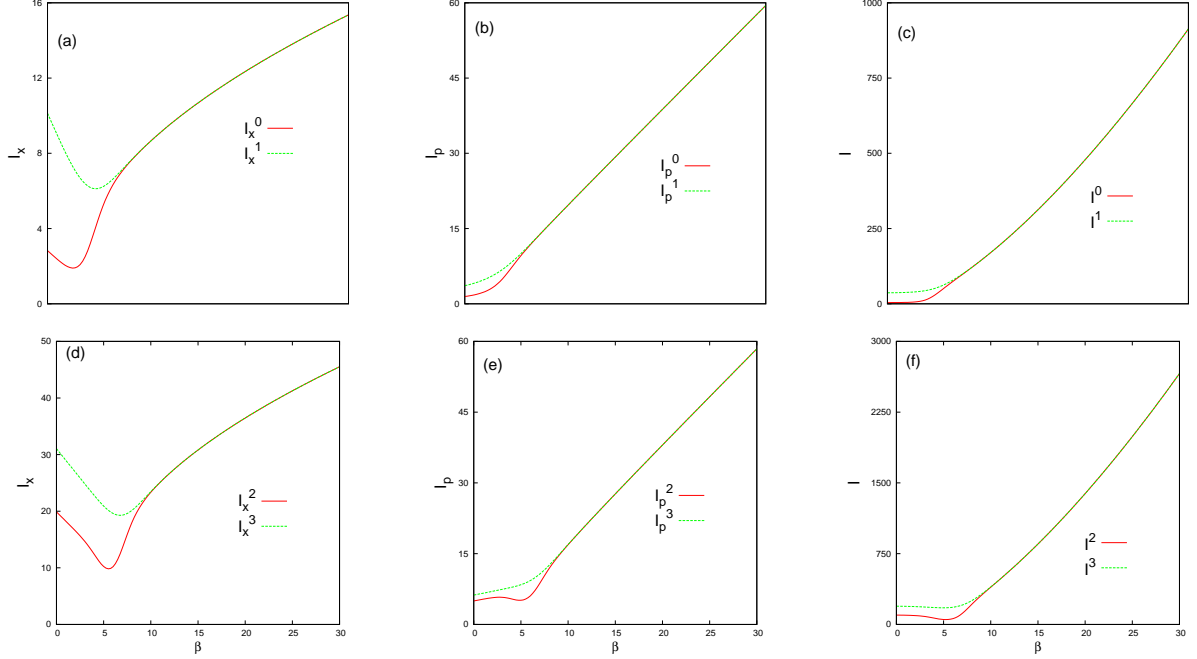 (a)
16
12
8
4
0
I_x
I_x^0
I_x^1
(b)
60
45
30
15
0
I_p
I_p^0
I_p^1
(c)
1000
750
500
250
0
I
I^0
I^1
(d)
50
40
30
20
10
0
I_x
I_x^2
I_x^3
0 5 10 15 20 25 30
β
(e)
60
45
30
15
0
I_p
I_p^2
I_p^3
0 5 10 15 20 25 30
β
(f)
3000
2250
1500
750
0
I
I^2
I^3
0 5 10 15 20 25 30
β